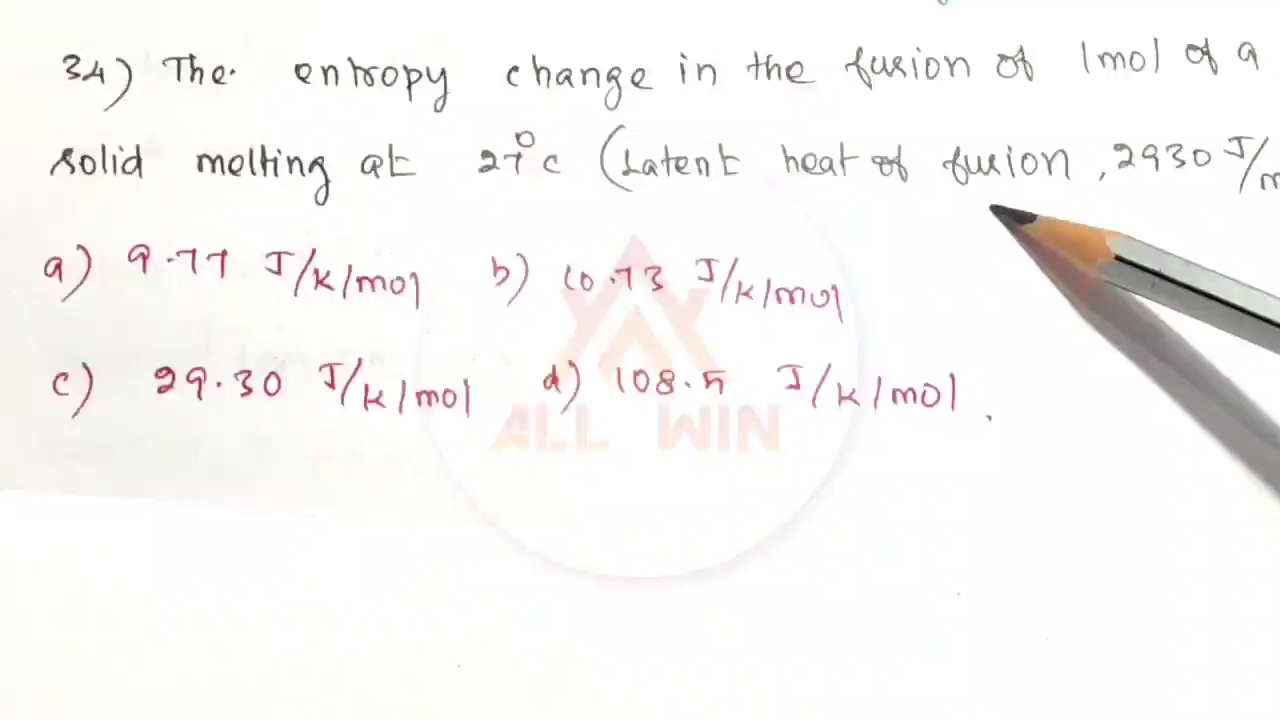 34) The entropy change in the fusion of 1mol of a
solid melting at 27°c (Latent heat of fusion, 2930 J/m
a) 9.77 J/K/mol b) 10.73 J/K/mol
c) 29.30 J/K/mol d) 108.5 J/K/mol.
ALL WIN